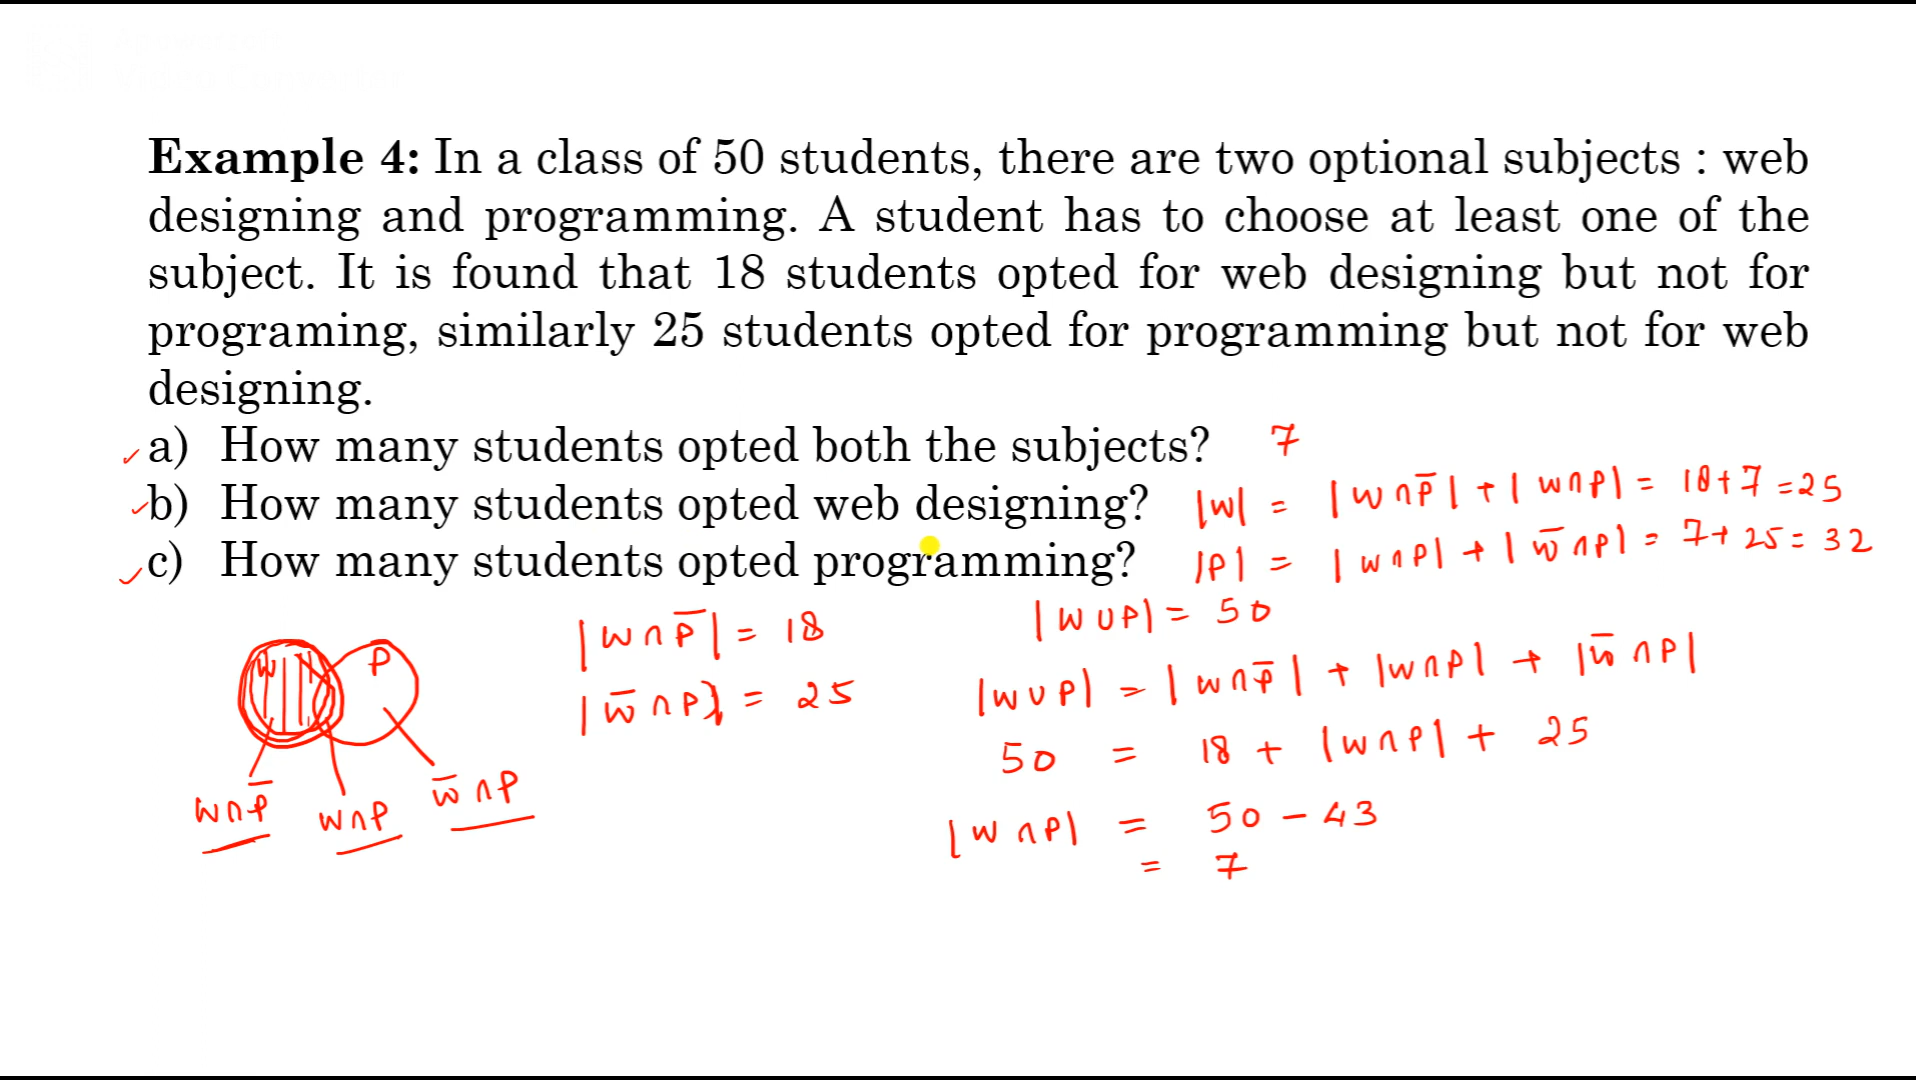 Example 4: In a class of 50 students, there are two optional subjects : web
designing and programming. A student has to choose at least one of the
subject. It is found that 18 students opted for web designing but not for
programing, similarly 25 students opted for programming but not for web
designing.
a) How many students opted both the subjects? 7
b) How many students opted web designing? |W| = |W∩P̅| + |W∩P| = 18+7 = 25
c) How many students opted programming? |P| = |W∩P| + |W̅∩P| = 7+25 = 32
|W∩P̅| = 18
|W̅∩P| = 25
W P
W∩P̅ W∩P W̅∩P
|W∪P| = 50
|W∪P| = |W∩P̅| + |W∩P| + |W̅∩P|
50 = 18 + |W∩P| + 25
|W∩P| = 50 - 43
= 7